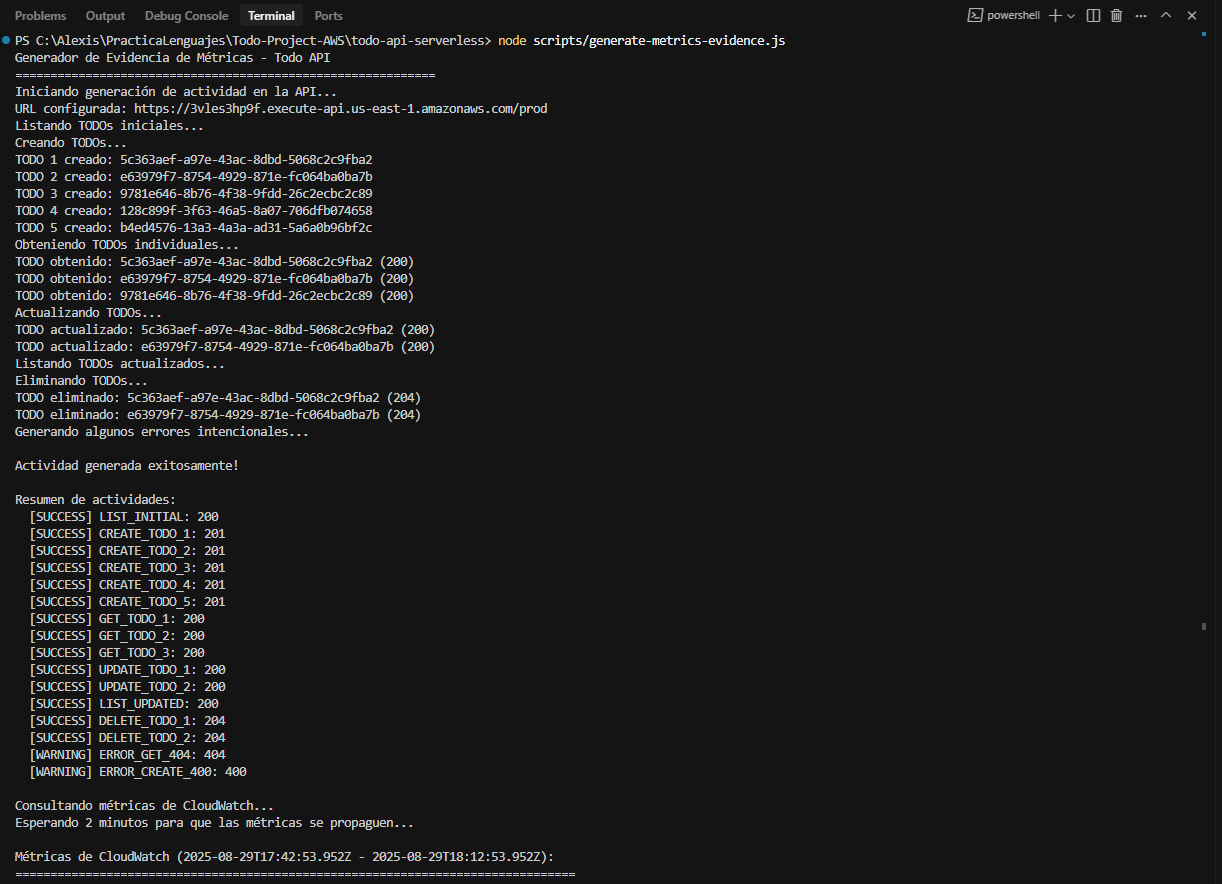 Problems Output Debug Console Terminal Ports powershell
PS C:\Alexis\PracticaLenguajes\Todo-Project-AWS\todo-api-serverless> node scripts/generate-metrics-evidence.js
Generador de Evidencia de Métricas - Todo API
============================================================
Iniciando generación de actividad en la API...
URL configurada: https://3vles3hp9f.execute-api.us-east-1.amazonaws.com/prod
Listando TODOs iniciales...
Creando TODOs...
TODO 1 creado: 5c363aef-a97e-43ac-8dbd-5068c2c9fba2
TODO 2 creado: e63979f7-8754-4929-871e-fc064ba0ba7b
TODO 3 creado: 9781e646-8b76-4f38-9fdd-26c2ecbc2c89
TODO 4 creado: 128c899f-3f63-46a5-8a07-706dfb074658
TODO 5 creado: b4ed4576-13a3-4a3a-ad31-5a6a0b96bf2c
Obteniendo TODOs individuales...
TODO obtenido: 5c363aef-a97e-43ac-8dbd-5068c2c9fba2 (200)
TODO obtenido: e63979f7-8754-4929-871e-fc064ba0ba7b (200)
TODO obtenido: 9781e646-8b76-4f38-9fdd-26c2ecbc2c89 (200)
Actualizando TODOs...
TODO actualizado: 5c363aef-a97e-43ac-8dbd-5068c2c9fba2 (200)
TODO actualizado: e63979f7-8754-4929-871e-fc064ba0ba7b (200)
Listando TODOs actualizados...
Eliminando TODOs...
TODO eliminado: 5c363aef-a97e-43ac-8dbd-5068c2c9fba2 (204)
TODO eliminado: e63979f7-8754-4929-871e-fc064ba0ba7b (204)
Generando algunos errores intencionales...

Actividad generada exitosamente!

Resumen de actividades:
  [SUCCESS] LIST_INITIAL: 200
  [SUCCESS] CREATE_TODO_1: 201
  [SUCCESS] CREATE_TODO_2: 201
  [SUCCESS] CREATE_TODO_3: 201
  [SUCCESS] CREATE_TODO_4: 201
  [SUCCESS] CREATE_TODO_5: 201
  [SUCCESS] GET_TODO_1: 200
  [SUCCESS] GET_TODO_2: 200
  [SUCCESS] GET_TODO_3: 200
  [SUCCESS] UPDATE_TODO_1: 200
  [SUCCESS] UPDATE_TODO_2: 200
  [SUCCESS] LIST_UPDATED: 200
  [SUCCESS] DELETE_TODO_1: 204
  [SUCCESS] DELETE_TODO_2: 204
  [WARNING] ERROR_GET_404: 404
  [WARNING] ERROR_CREATE_400: 400

Consultando métricas de CloudWatch...
Esperando 2 minutos para que las métricas se propaguen...

Métricas de CloudWatch (2025-08-29T17:42:53.952Z - 2025-08-29T18:12:53.952Z):
================================================================================